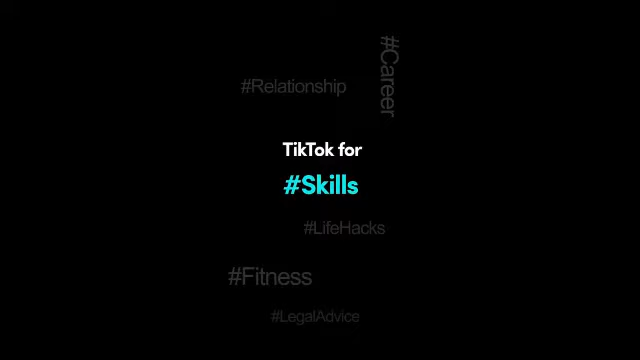 #Career
#Relationship
TikTok for
#Skills
#LifeHacks
#Fitness
#LegalAdvice